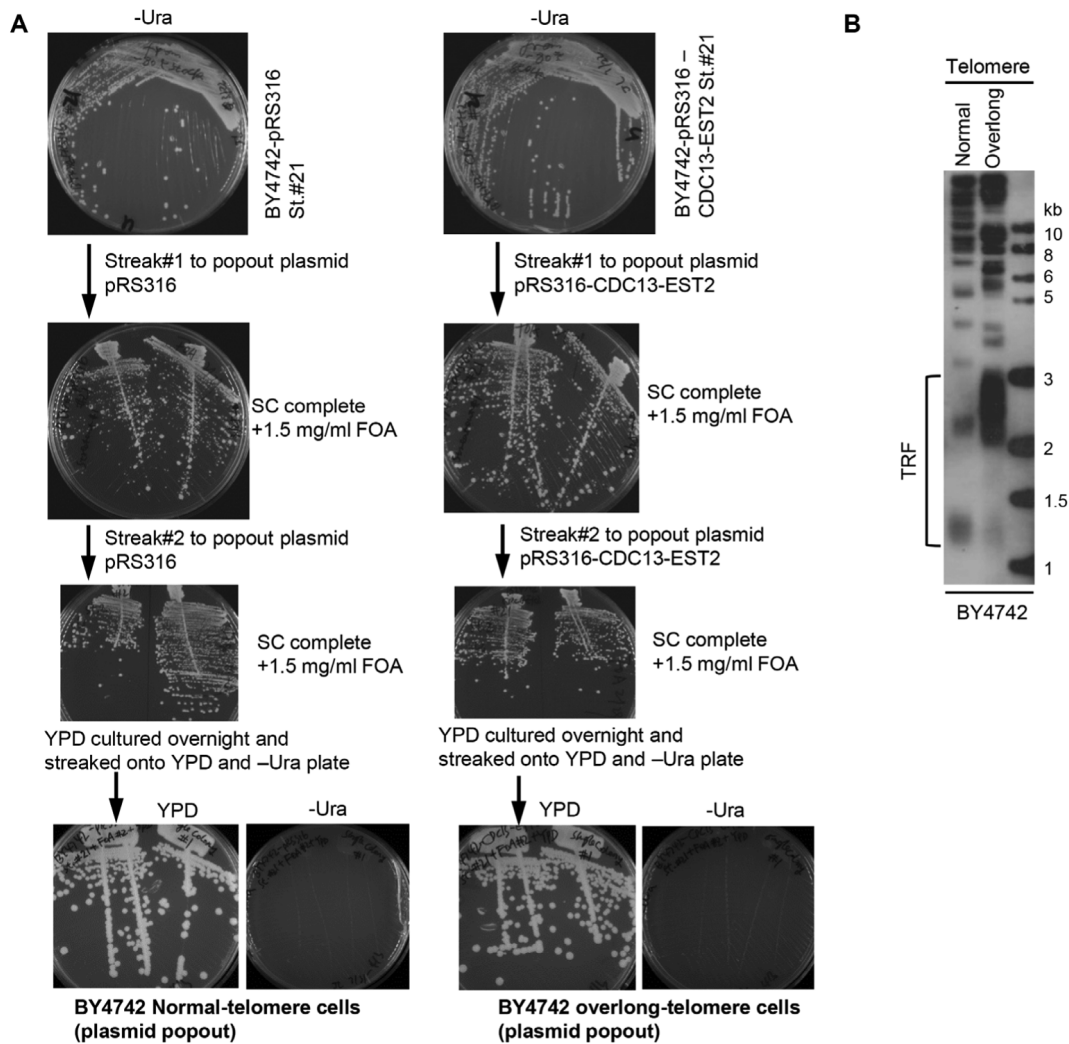 A
-Ura
BY4742-pRS316
St.#21
-Ura
BY4742-pRS316 –
CDC13-EST2 St.#21
Streak#1 to popout plasmid
pRS316
Streak#1 to popout plasmid
pRS316-CDC13-EST2
SC complete
+1.5 mg/ml FOA
SC complete
+1.5 mg/ml FOA
Streak#2 to popout plasmid
pRS316
Streak#2 to popout plasmid
pRS316-CDC13-EST2
SC complete
+1.5 mg/ml FOA
SC complete
+1.5 mg/ml FOA
YPD cultured overnight and
streaked onto YPD and –Ura plate
YPD cultured overnight and
streaked onto YPD and –Ura plate
YPD
-Ura
YPD
-Ura
BY4742 Normal-telomere cells
(plasmid popout)
BY4742 overlong-telomere cells
(plasmid popout)
B
Telomere
Normal
Overlong
kb
10
8
6
5
3
2
1.5
1
TRF
BY4742